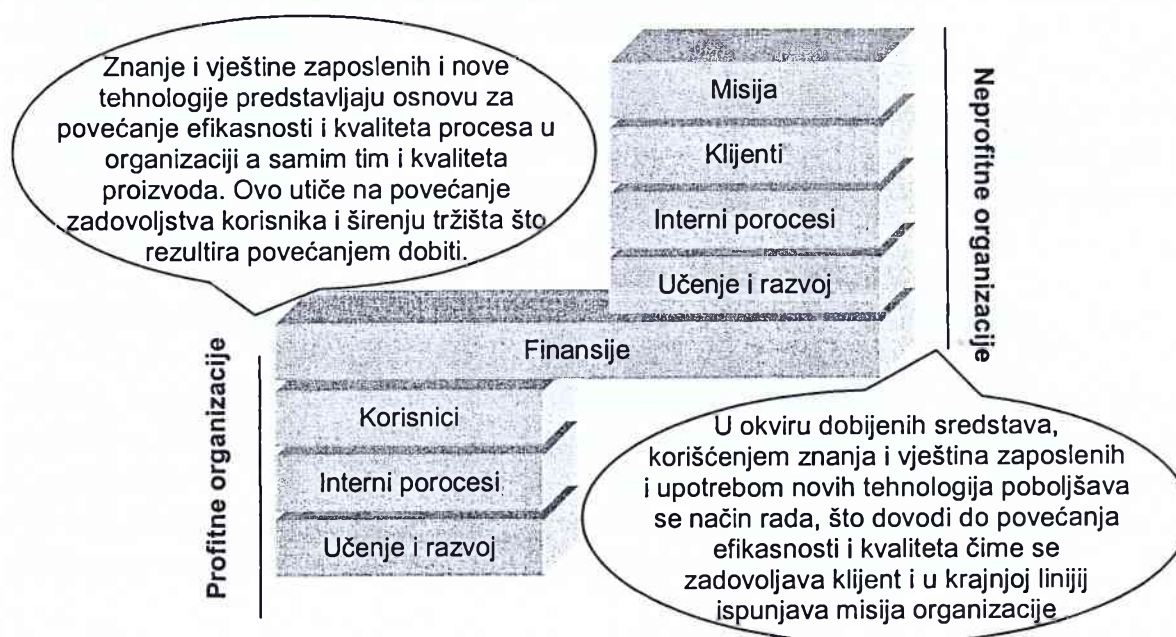 Znanje i vještine zaposlenih i nove
tehnologije predstavljaju osnovu za
povećanje efikasnosti i kvaliteta procesa u
organizaciji a samim tim i kvaliteta
proizvoda. Ovo utiče na povećanje
zadovoljstva korisnika i širenju tržišta što
rezultira povećanjem dobiti.
Misija
Klijenti
Interni porocesi
Učenje i razvoj
Neprofitne organizacije
Finansije
Profitne organizacije
Korisnici
Interni porocesi
Učenje i razvoj
U okviru dobijenih sredstava,
korišćenjem znanja i vještina zaposlenih
i upotrebom novih tehnologija poboljšava
se način rada, što dovodi do povećanja
efikasnosti i kvaliteta čime se
zadovoljava klijent i u krajnjoj linijij
ispunjava misija organizacije